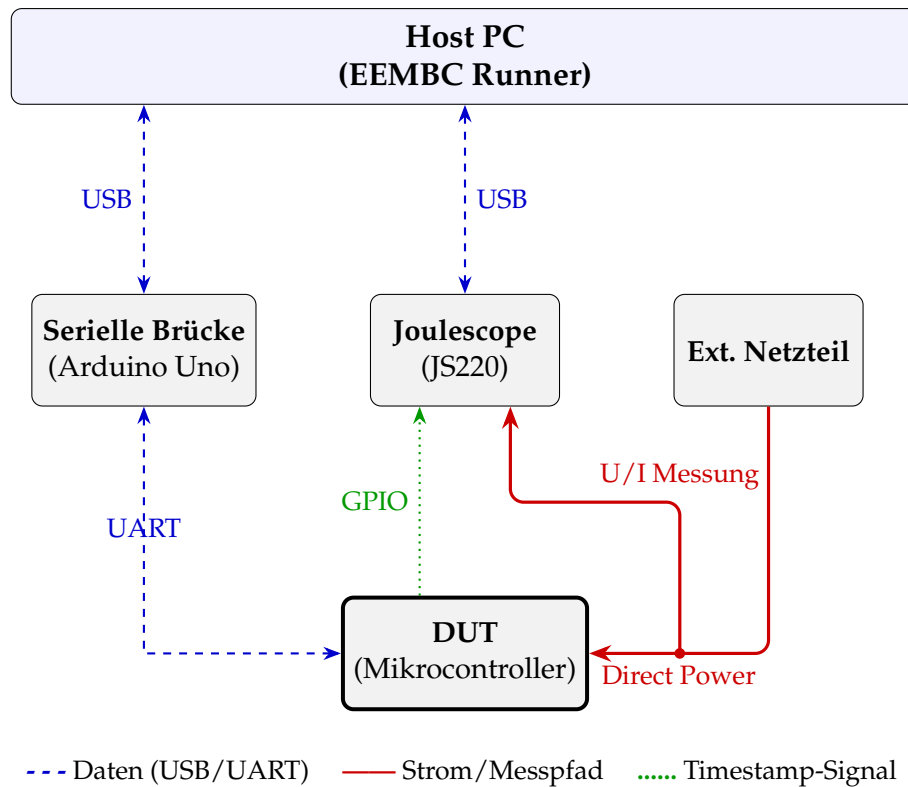 Host PC
(EEMBC Runner)
USB
USB
Serielle Brücke
(Arduino Uno)
Joulescope
(JS220)
Ext. Netzteil
U/I Messung
GPIO
UART
DUT
(Mikrocontroller)
Direct Power
Daten (USB/UART)
Strom/Messpfad
Timestamp-Signal